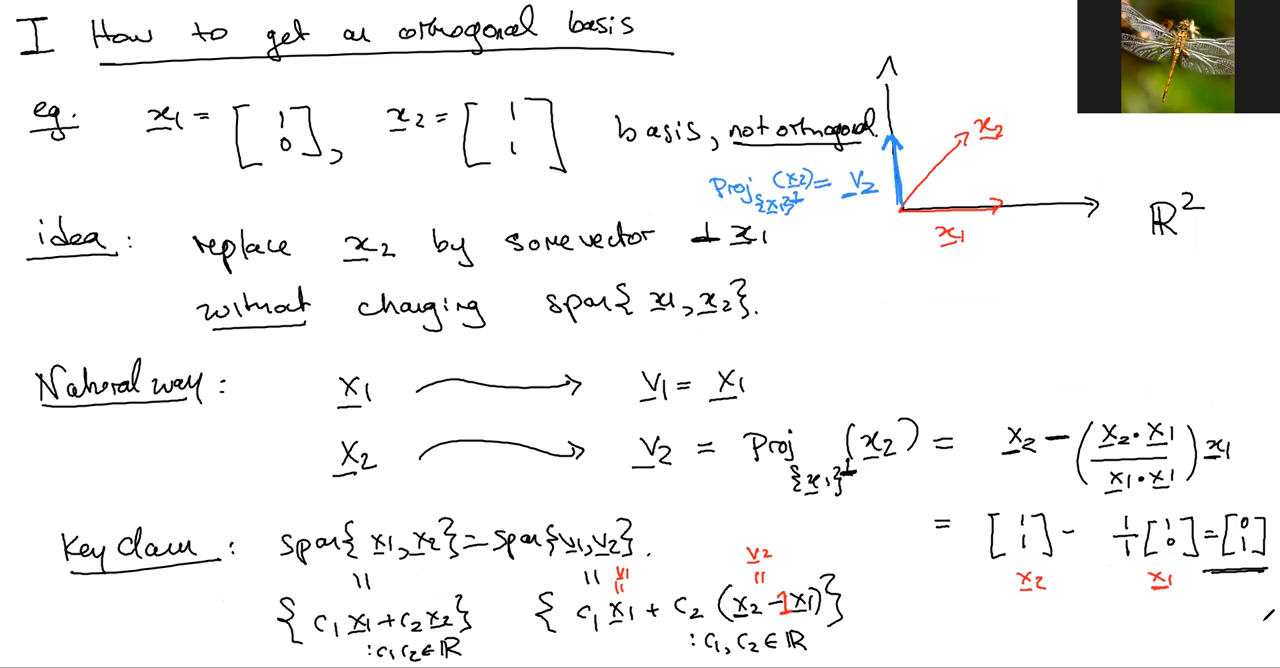 I How to get an orthogonal basis
eg. x1 = [1 0], x2 = [1 1] basis, not orthogonal.
x2
Proj{x1}⊥ (x2) = v2
x1
ℝ2
idea : replace x2 by some vector ⊥ x1
without changing span{x1, x2}.
Natural way : x1 → v1 = x1
x2 → v2 = Proj{x1}⊥ (x2) = x2 - (x2 · x1 / x1 · x1) x1
= [1 1] - 1/1 [1 0] = [0 1]
x2 x1
Key claim : span{x1, x2} = span{v1, v2}.
|| || v1 || v2 ||
{c1 x1 + c2 x2 : c1, c2 ∈ ℝ} {c1 x1 + c2 (x2 - 1 x1) : c1, c2 ∈ ℝ}